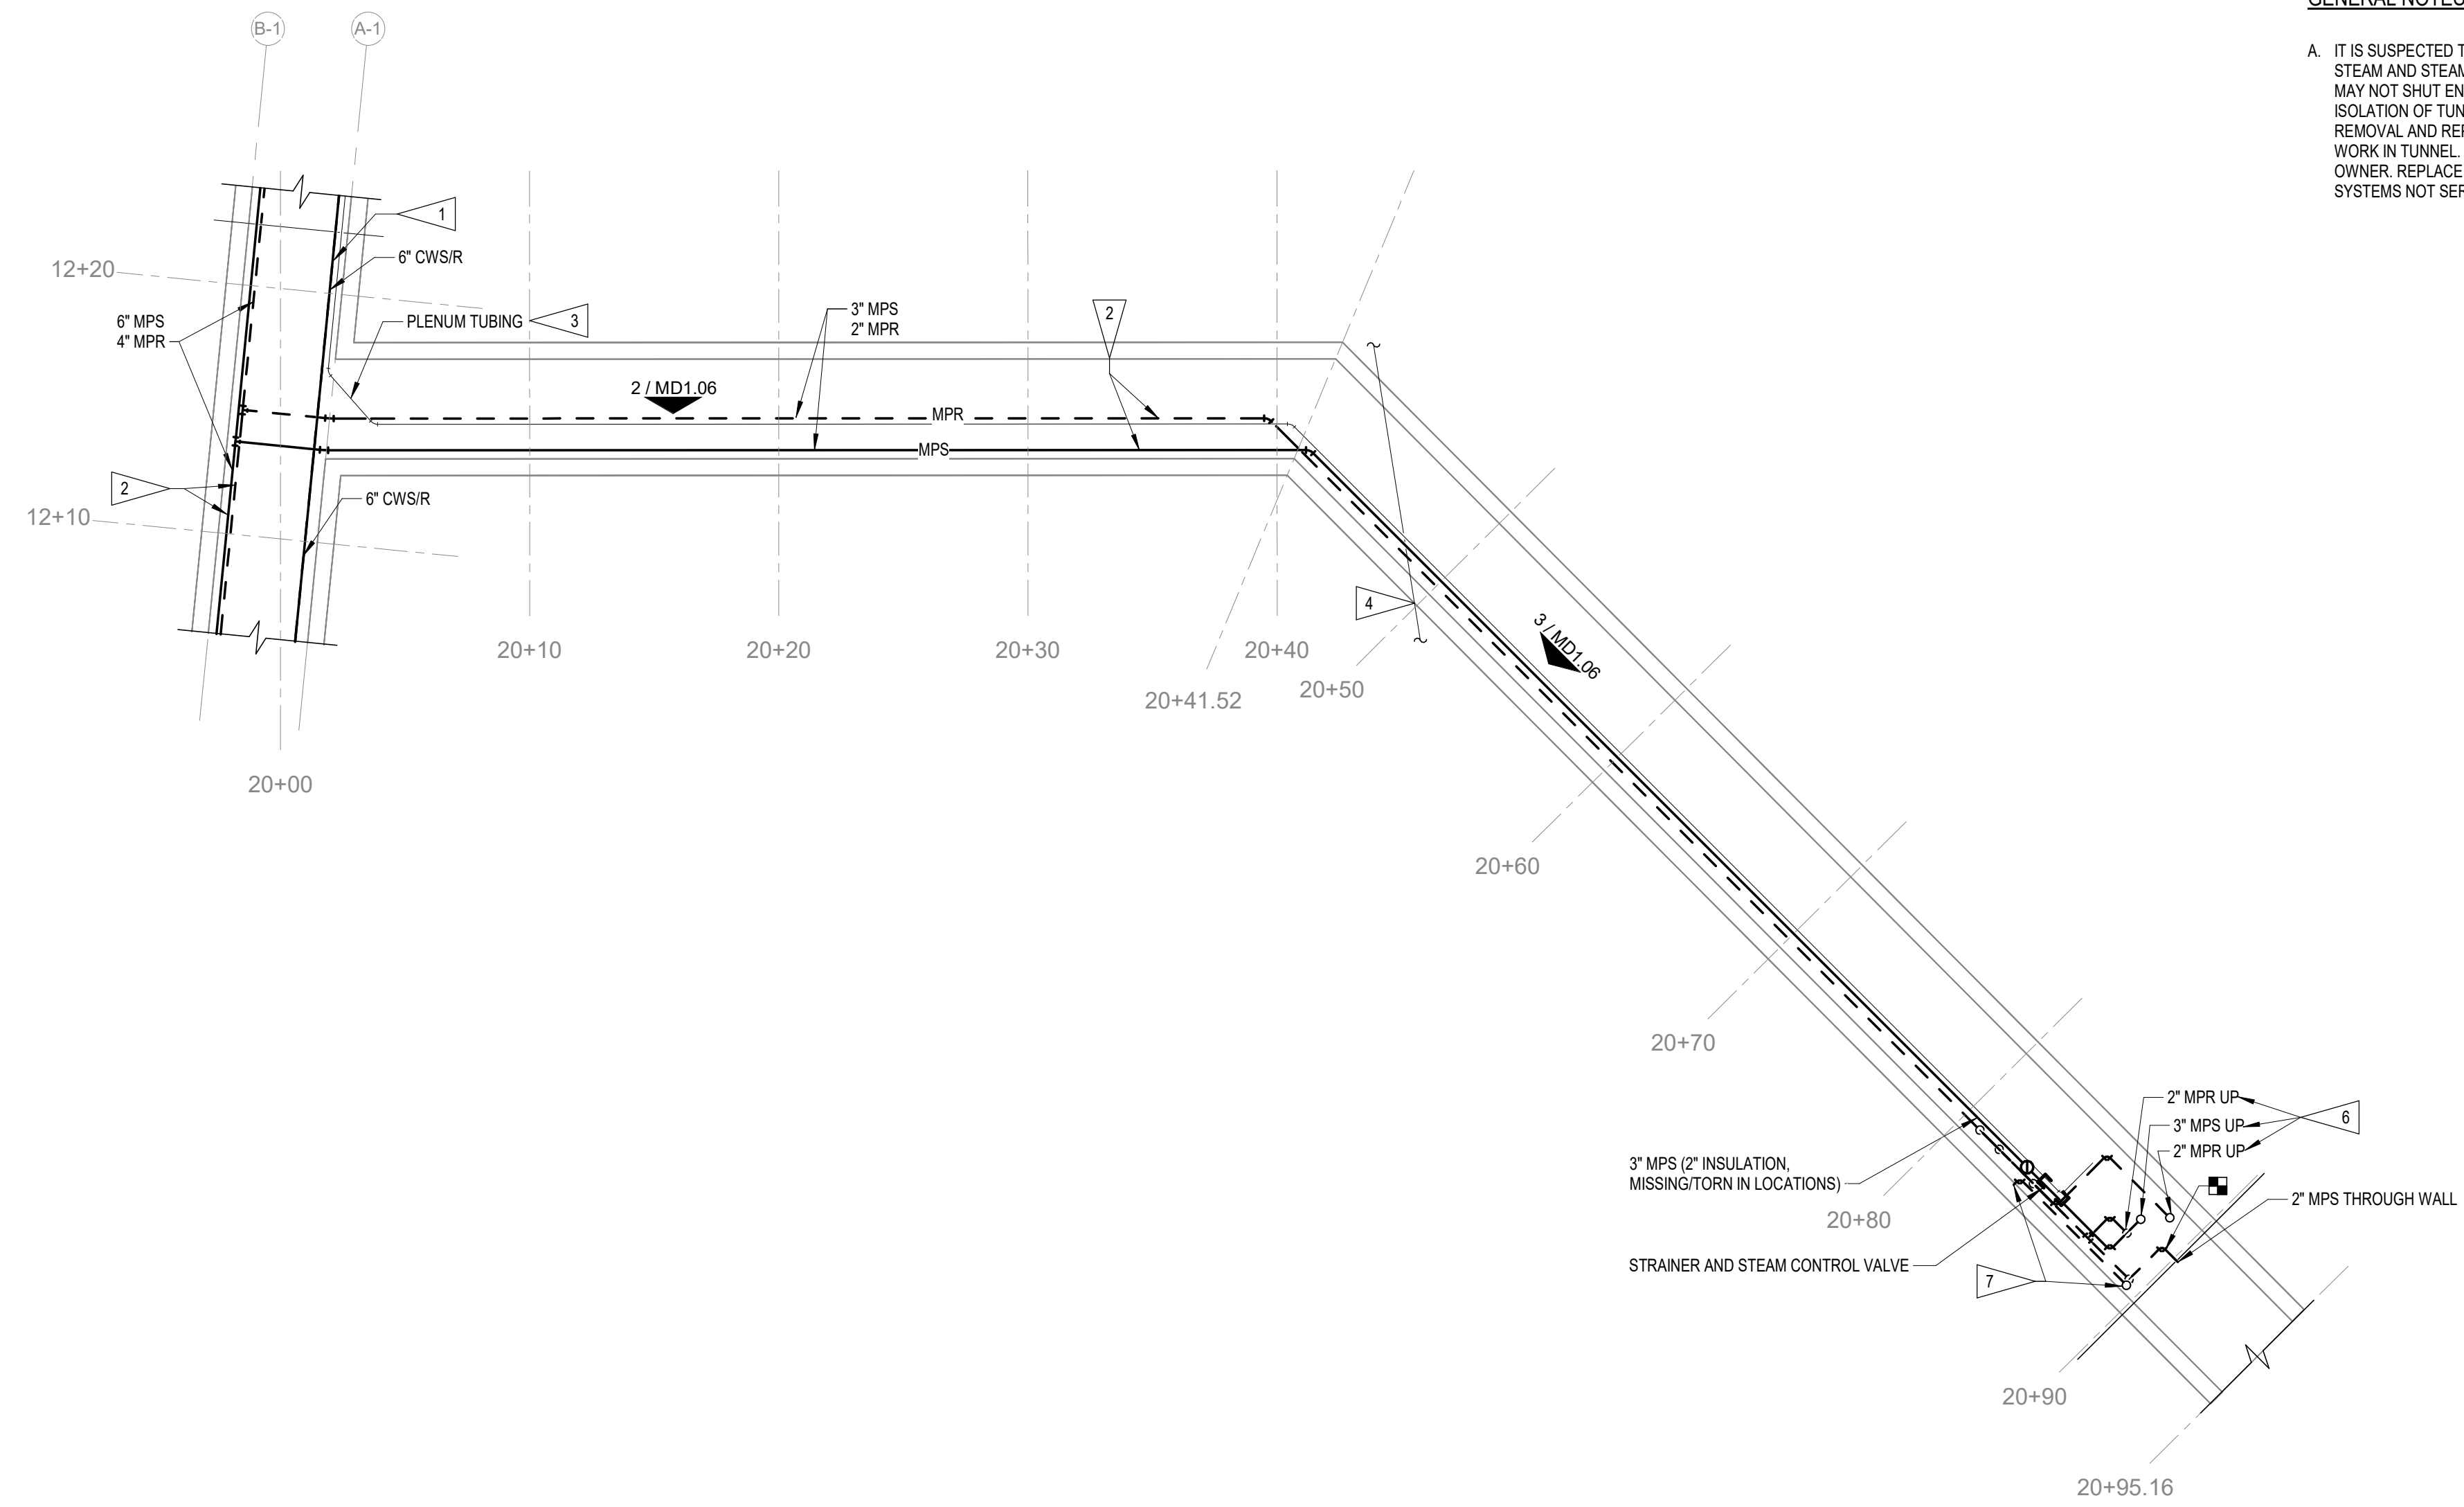 GENERAL NOTES
A. IT IS SUSPECTED
STEAM AND STEAM
MAY NOT SHUT
ISOLATION OF
REMOVAL AND
WORK IN TUNNEL.
OWNER. REPLACE
SYSTEMS NOT
B-1
A-1
1
6" CWS/R
12+20
6" MPS
4" MPR
PLENUM TUBING
3
3" MPS
2" MPR
2
2 / MD1.06
MPR
MPS
2
6" CWS/R
12+10
4
3 / MD1.06
20+00
20+10
20+20
20+30
20+40
20+41.52
20+50
20+60
20+70
20+80
20+90
20+95.16
2" MPR UP
3" MPS UP
2" MPR UP
6
3" MPS (2" INSULATION,
MISSING/TORN IN LOCATIONS)
2" MPS THROUGH WALL
STRAINER AND STEAM CONTROL VALVE
7